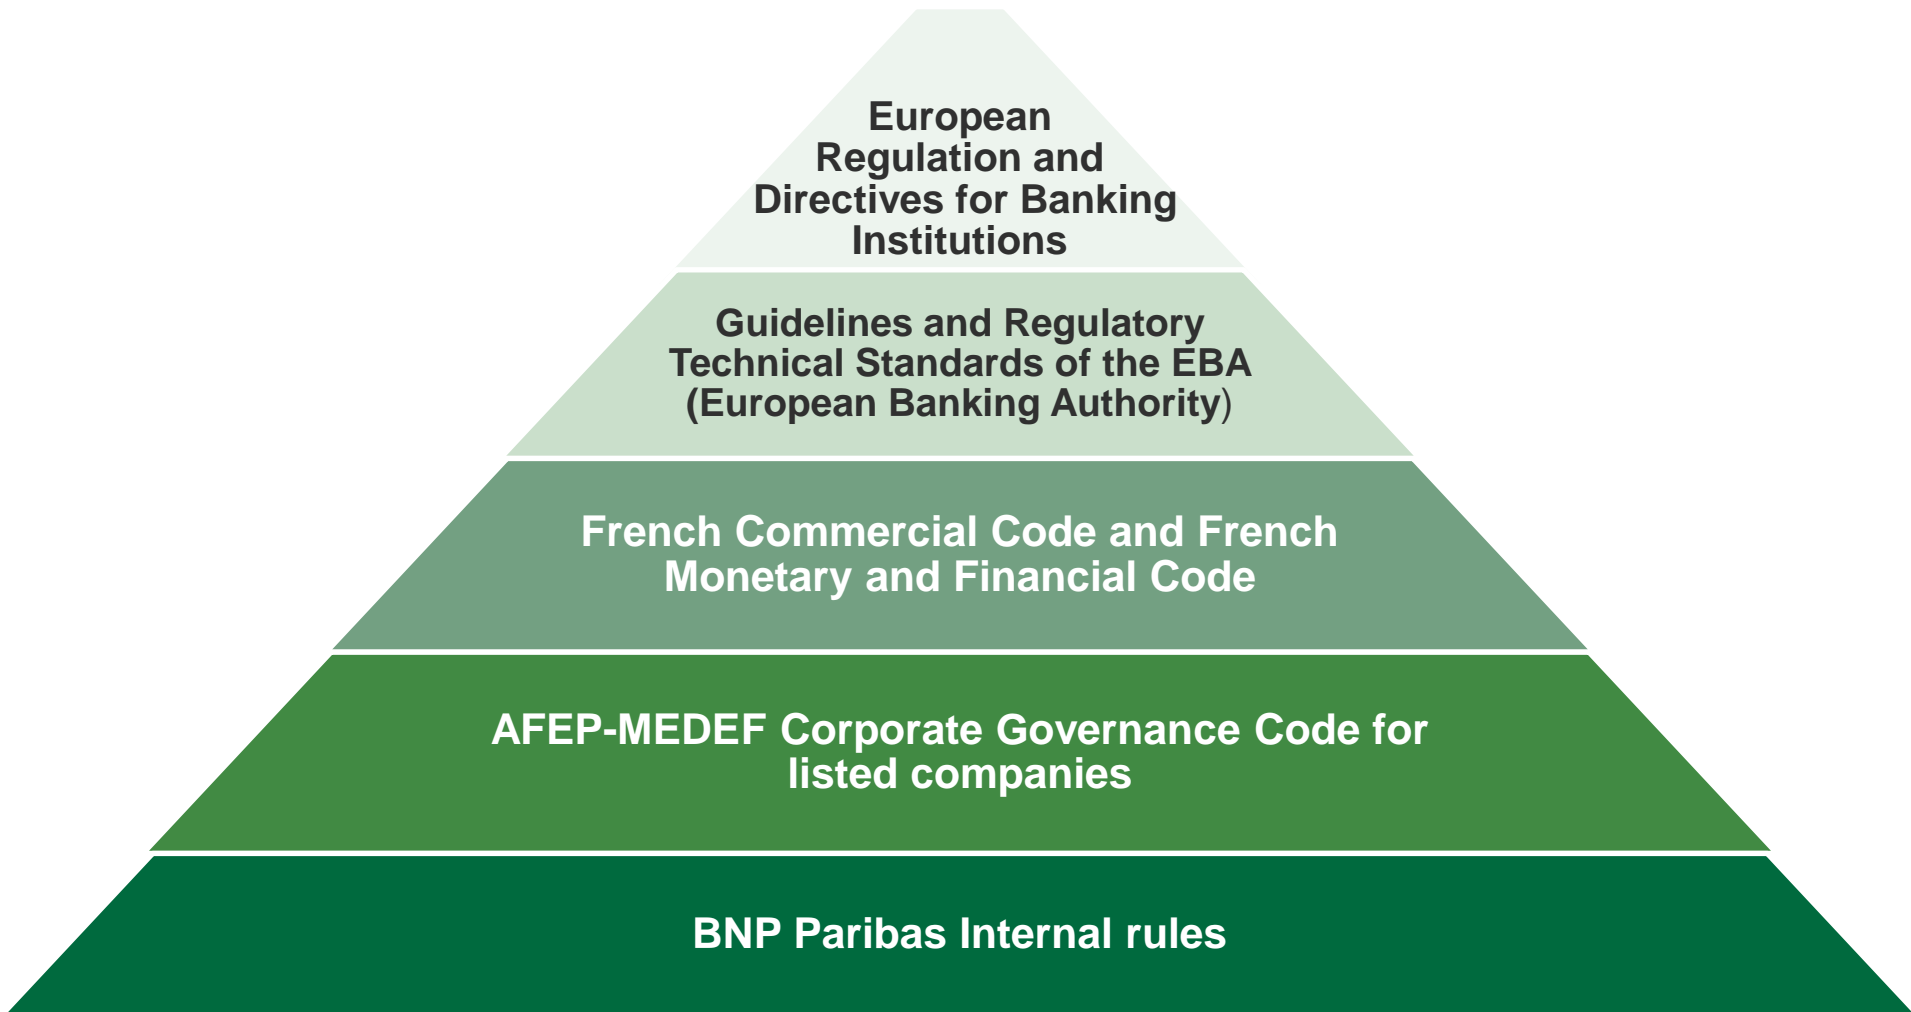 European
Regulation and
Directives for Banking
Institutions
Guidelines and Regulatory
Technical Standards of the EBA
(European Banking Authority)
French Commercial Code and French
Monetary and Financial Code
AFEP-MEDEF Corporate Governance Code for
listed companies
BNP Paribas Internal rules